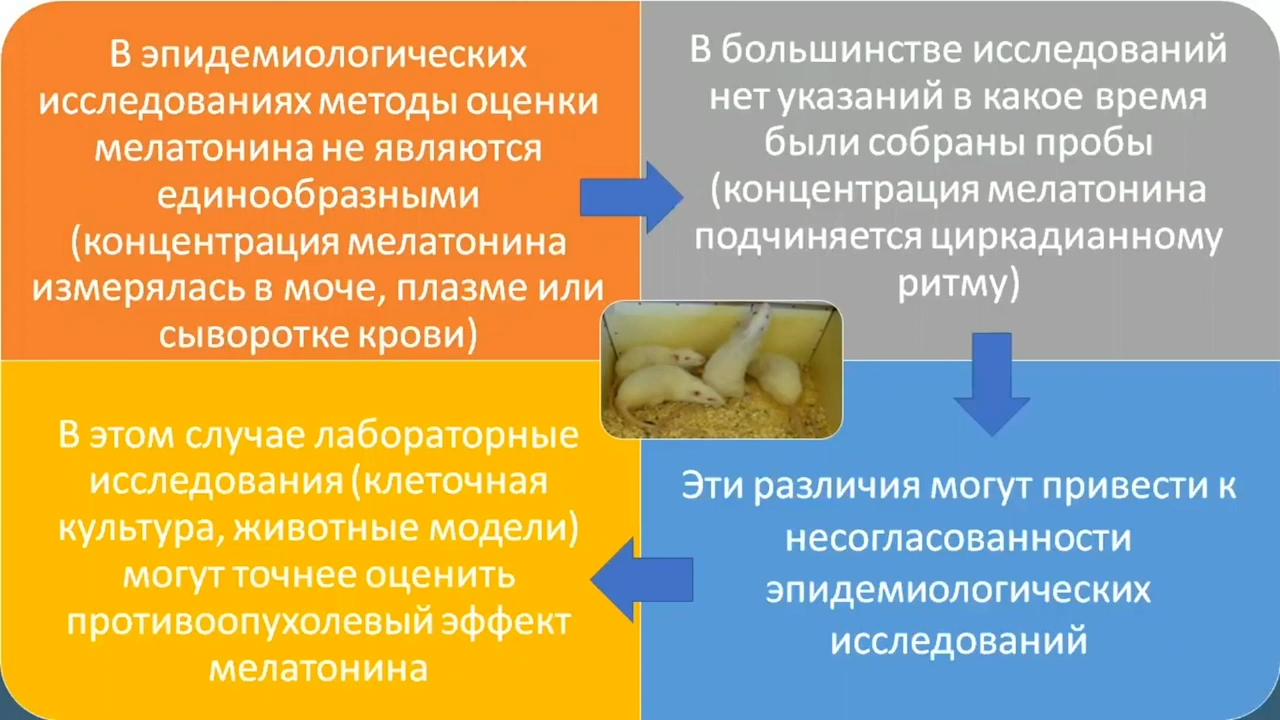 В эпидемиологических
исследованиях методы оценки
мелатонина не являются
единообразными
(концентрация мелатонина
измерялась в моче, плазме или
сыворотке крови)
В большинстве исследований
нет указаний в какое время
были собраны пробы
(концентрация мелатонина
подчиняется циркадианному
ритму)
Эти различия могут привести к
несогласованности
эпидемиологических
исследований
В этом случае лабораторные
исследования (клеточная
культура, животные модели)
могут точнее оценить
противоопухолевый эффект
мелатонина